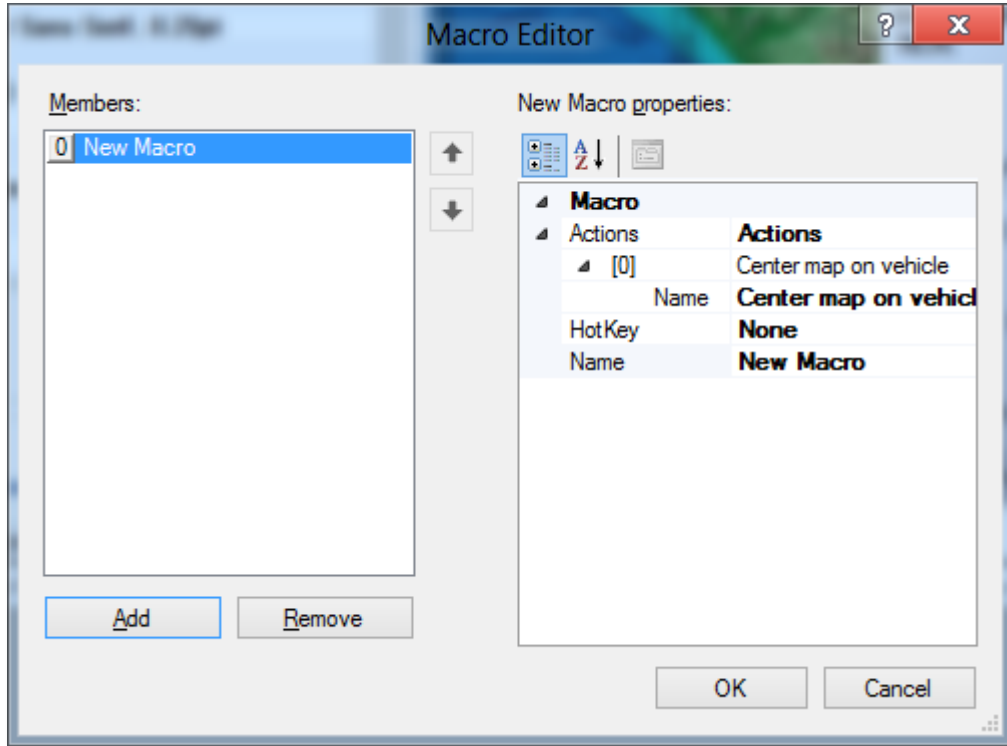 Macro Editor
?
X
Members:
New Macro properties:
0 New Macro
A
Z
Macro
Actions Actions
[0] Center map on vehicle
Name Center map on vehicl
HotKey None
Name New Macro
Add Remove
OK Cancel